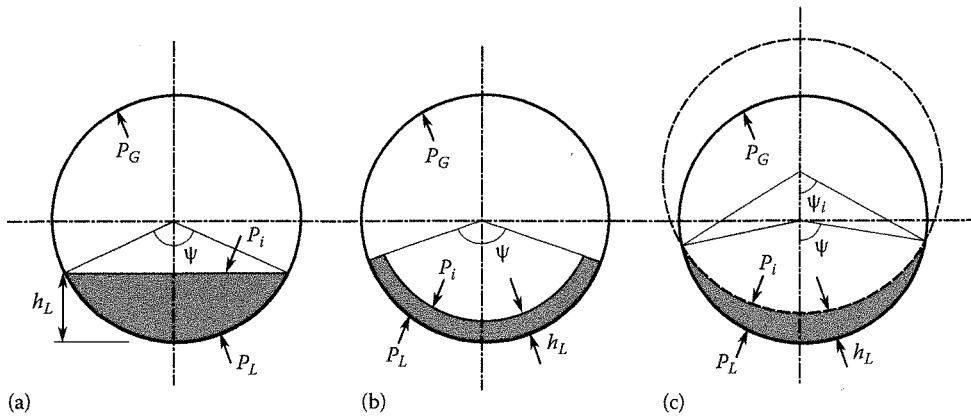 P_G
P_i
Ψ
h_L
P_L
(a)
P_G
Ψ
P_i
P_L
h_L
(b)
P_G
Ψ_i
Ψ
P_i
P_L
h_L
(c)